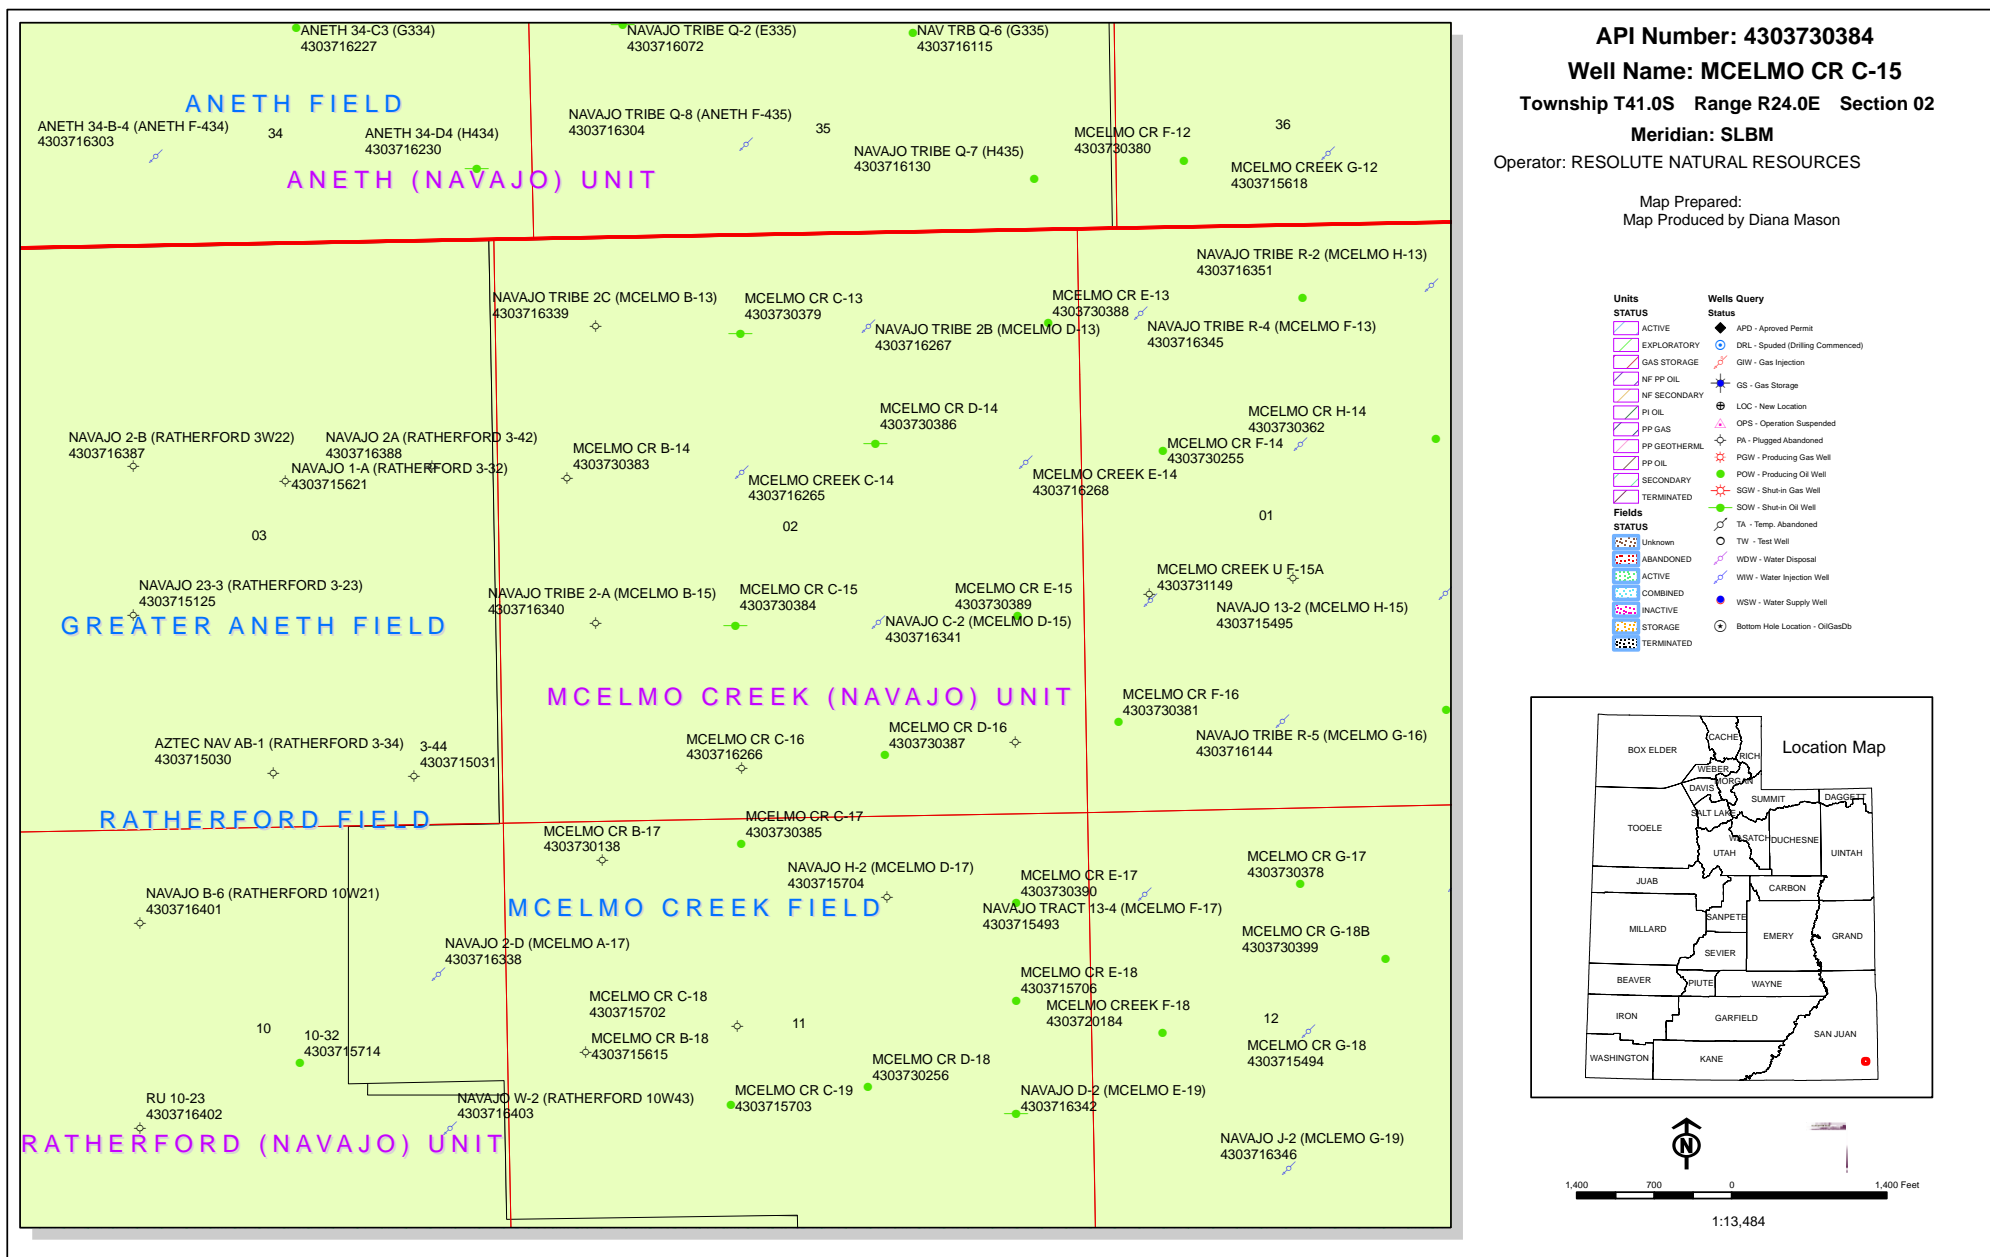 ANETH 34-C3 (G334)
4303716227
NAVAJO TRIBE Q-2 (E335)
4303716072
NAV TRB Q-6 (G335)
4303716115
ANETH FIELD
ANETH 34-B-4 (ANETH F-434)
4303716303
34
ANETH 34-D4 (H434)
4303716230
NAVAJO TRIBE Q-8 (ANETH F-435)
4303716304
35
NAVAJO TRIBE Q-7 (H435)
4303716130
MCELMO CR F-12
4303730380
36
MCELMO CREEK G-12
4303715618
ANETH (NAVAJO) UNIT
NAVAJO TRIBE R-2 (MCELMO H-13)
4303716351
NAVAJO TRIBE 2C (MCELMO B-13)
4303716339
MCELMO CR C-13
4303730379
NAVAJO TRIBE 2B (MCELMO D-13)
4303716267
MCELMO CR E-13
4303730388
NAVAJO TRIBE R-4 (MCELMO F-13)
4303716345
MCELMO CR D-14
4303730386
MCELMO CR H-14
4303730362
NAVAJO 2-B (RATHERFORD 3W22)
4303716387
NAVAJO 2A (RATHERFORD 3-42)
4303716388
NAVAJO 1-A (RATHERFORD 3-32)
4303715621
MCELMO CR B-14
4303730383
MCELMO CREEK C-14
4303716265
MCELMO CR F-14
4303730255
MCELMO CREEK E-14
4303716268
03
02
01
NAVAJO 23-3 (RATHERFORD 3-23)
4303715125
NAVAJO TRIBE 2-A (MCELMO B-15)
4303716340
MCELMO CR C-15
4303730384
MCELMO CR E-15
4303730389
NAVAJO C-2 (MCELMO D-15)
4303716341
MCELMO CREEK U F-15A
4303731149
NAVAJO 13-2 (MCELMO H-15)
4303715495
GREATER ANETH FIELD
MCELMO CREEK (NAVAJO) UNIT
MCELMO CR F-16
4303730381
AZTEC NAV AB-1 (RATHERFORD 3-34)
4303715030
3-44
4303715031
MCELMO CR C-16
4303716266
MCELMO CR D-16
4303730387
NAVAJO TRIBE R-5 (MCELMO G-16)
4303716144
RATHERFORD FIELD
MCELMO CR C-17
4303730385
MCELMO CR B-17
4303730138
NAVAJO H-2 (MCELMO D-17)
4303715704
MCELMO CR E-17
4303730390
MCELMO CR G-17
4303730378
NAVAJO B-6 (RATHERFORD 10W21)
4303716401
MCELMO CREEK FIELD
NAVAJO TRACT 13-4 (MCELMO F-17)
4303715493
MCELMO CR G-18B
4303730399
NAVAJO 2-D (MCELMO A-17)
4303716338
MCELMO CR E-18
4303715706
MCELMO CR C-18
4303715702
MCELMO CREEK F-18
4303720184
10
11
12
10-32
4303715714
MCELMO CR B-18
4303715615
MCELMO CR G-18
4303715494
MCELMO CR D-18
4303730256
RU 10-23
4303716402
NAVAJO W-2 (RATHERFORD 10W43)
4303716403
MCELMO CR C-19
4303715703
NAVAJO D-2 (MCELMO E-19)
4303716342
RATHERFORD (NAVAJO) UNIT
NAVAJO J-2 (MCLEMO G-19)
4303716346
API Number: 4303730384
Well Name: MCELMO CR C-15
Township T41.0S Range R24.0E Section 02
Meridian: SLBM
Operator: RESOLUTE NATURAL RESOURCES
Map Prepared:
Map Produced by Diana Mason
Units
STATUS
ACTIVE
EXPLORATORY
GAS STORAGE
NF PP OIL
NF SECONDARY
PI OIL
PP GAS
PP GEOTHERML
PP OIL
SECONDARY
TERMINATED
Fields
STATUS
Unknown
ABANDONED
ACTIVE
COMBINED
INACTIVE
STORAGE
TERMINATED
Wells Query
Status
APD - Aproved Permit
DRL - Spuded (Drilling Commenced)
GIW - Gas Injection
GS - Gas Storage
LOC - New Location
OPS - Operation Suspended
PA - Plugged Abandoned
PGW - Producing Gas Well
POW - Producing Oil Well
SGW - Shut-in Gas Well
SOW - Shut-in Oil Well
TA - Temp. Abandoned
TW - Test Well
WDW - Water Disposal
WIW - Water Injection Well
WSW - Water Supply Well
Bottom Hole Location - OilGasDb
Location Map
BOX ELDER
CACHE
RICH
WEBER
MORGAN
DAVIS
SUMMIT
DAGGETT
SALT LAKE
TOOELE
WASATCH
DUCHESNE
UTAH
UINTAH
JUAB
CARBON
SANPETE
MILLARD
EMERY
GRAND
SEVIER
BEAVER
PIUTE
WAYNE
IRON
GARFIELD
SAN JUAN
WASHINGTON
KANE
N
1,400 700 0 1,400 Feet
1:13,484